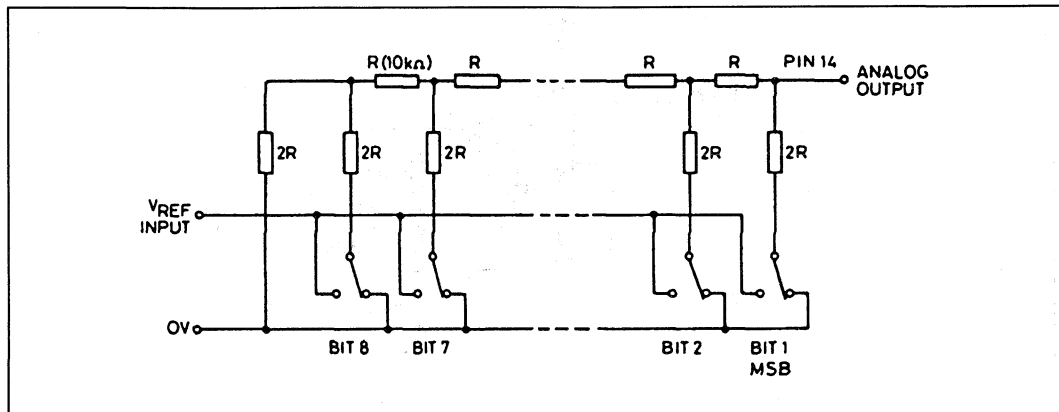 R(10kΩ)
R
R
R
PIN 14
ANALOG
OUTPUT
2R
2R
2R
2R
2R
VREF
INPUT
0V
BIT 8
BIT 7
BIT 2
BIT 1
MSB